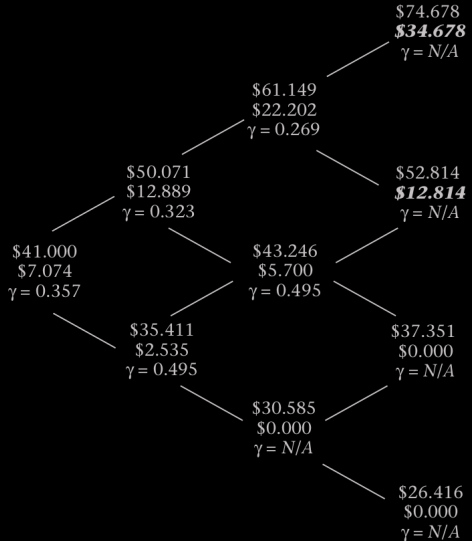 $74.678
$34.678
γ = N/A
$61.149
$22.202
γ = 0.269
$50.071
$12.889
γ = 0.323
$52.814
$12.814
γ = N/A
$41.000
$7.074
γ = 0.357
$43.246
$5.700
γ = 0.495
$35.411
$2.535
γ = 0.495
$37.351
$0.000
γ = N/A
$30.585
$0.000
γ = N/A
$26.416
$0.000
γ = N/A